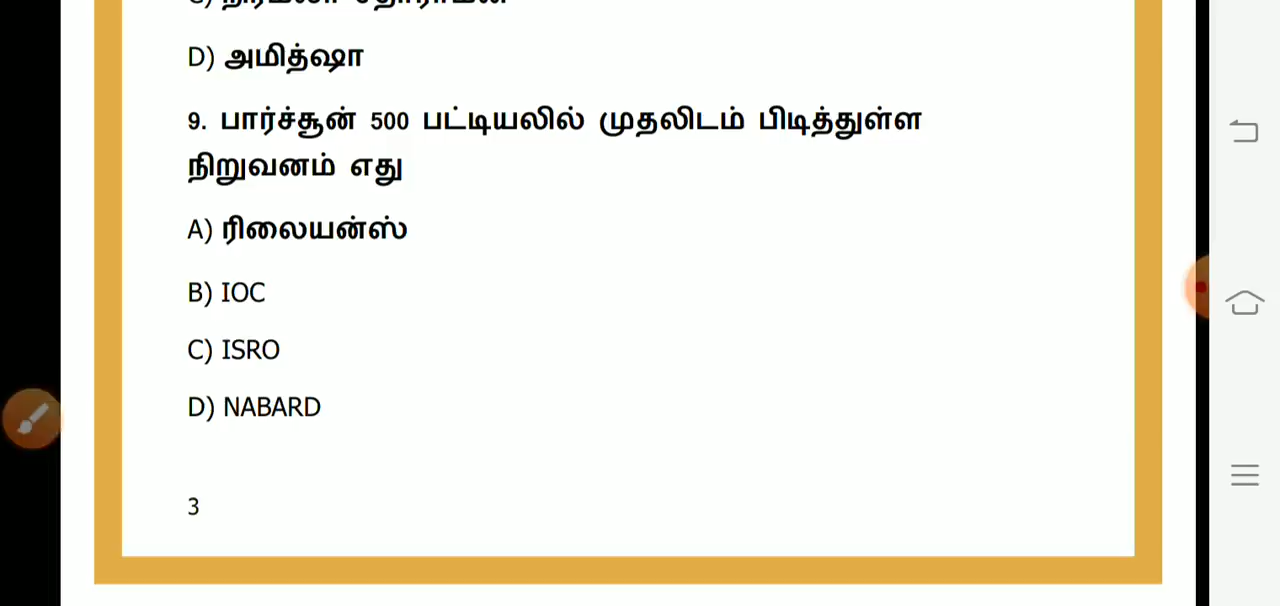 D) அமித்ஷா
9. பார்ச்சூன் 500 பட்டியலில் முதலிடம் பிடித்துள்ள
நிறுவனம் எது
A) ரிலையன்ஸ்
B) IOC
C) ISRO
D) NABARD
3